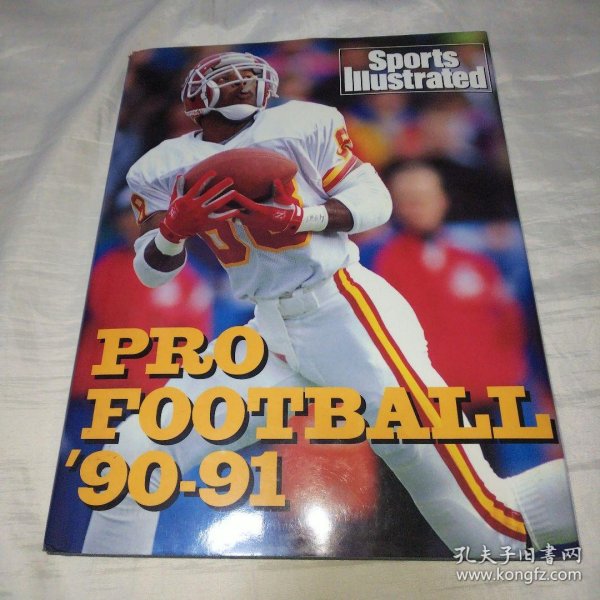 Sports
Illustrated
PRO
FOOTBALL
'90-91
孔夫子旧书网
www.kongfz.com